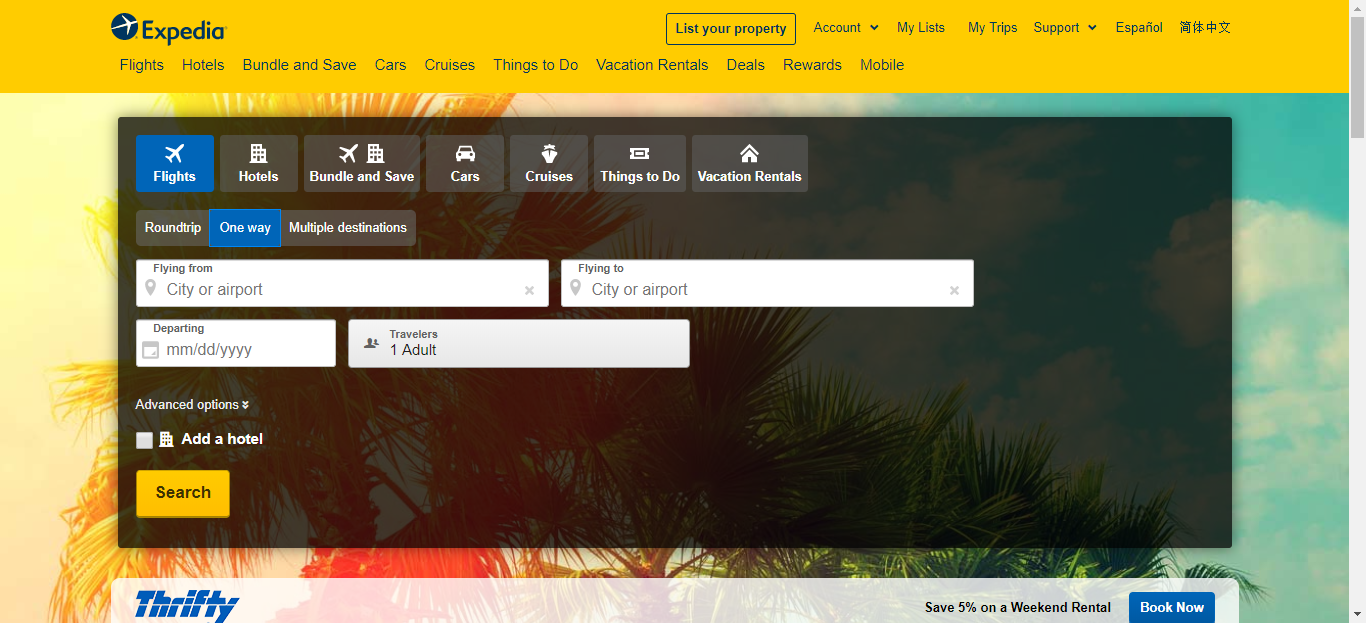 Expedia
List your property Account My Lists My Trips Support Español 简体中文
Flights Hotels Bundle and Save Cars Cruises Things to Do Vacation Rentals Deals Rewards Mobile
Flights Hotels Bundle and Save Cars Cruises Things to Do Vacation Rentals
Roundtrip One way Multiple destinations
Flying from Flying to
City or airport City or airport
Departing Travelers
mm/dd/yyyy 1 Adult
Advanced options
Add a hotel
Search
Thrifty Save 5% on a Weekend Rental Book Now